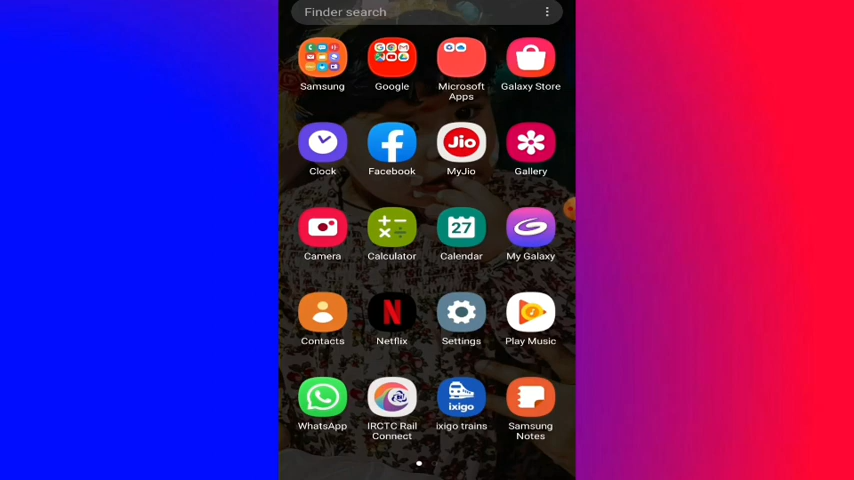 Finder search
Samsung Google Microsoft Apps Galaxy Store
Clock Facebook Jio MyJio Gallery
Camera Calculator 27 Calendar My Galaxy
Contacts N Netflix Settings Play Music
WhatsApp IRCTC Rail Connect ixigo ixigo trains Samsung Notes